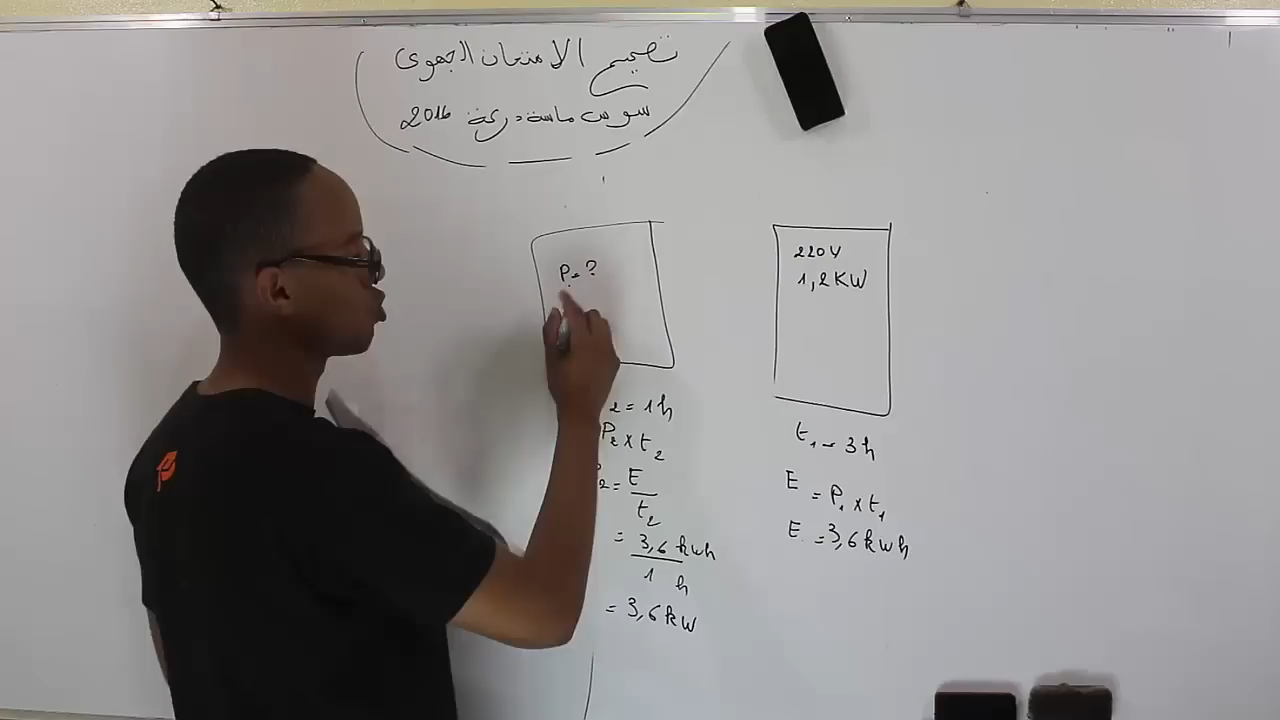 تصحيح الامتحان الجهوي
سوس ماسة درعة 2016
P = ?
2 = 1h
P2 x t2
2 = E
t2
= 3,6 kwh
1 h
= 3,6 kW
220V
1,2 KW
t1 = 3h
E = P1 x t1
E = 3,6 kwh